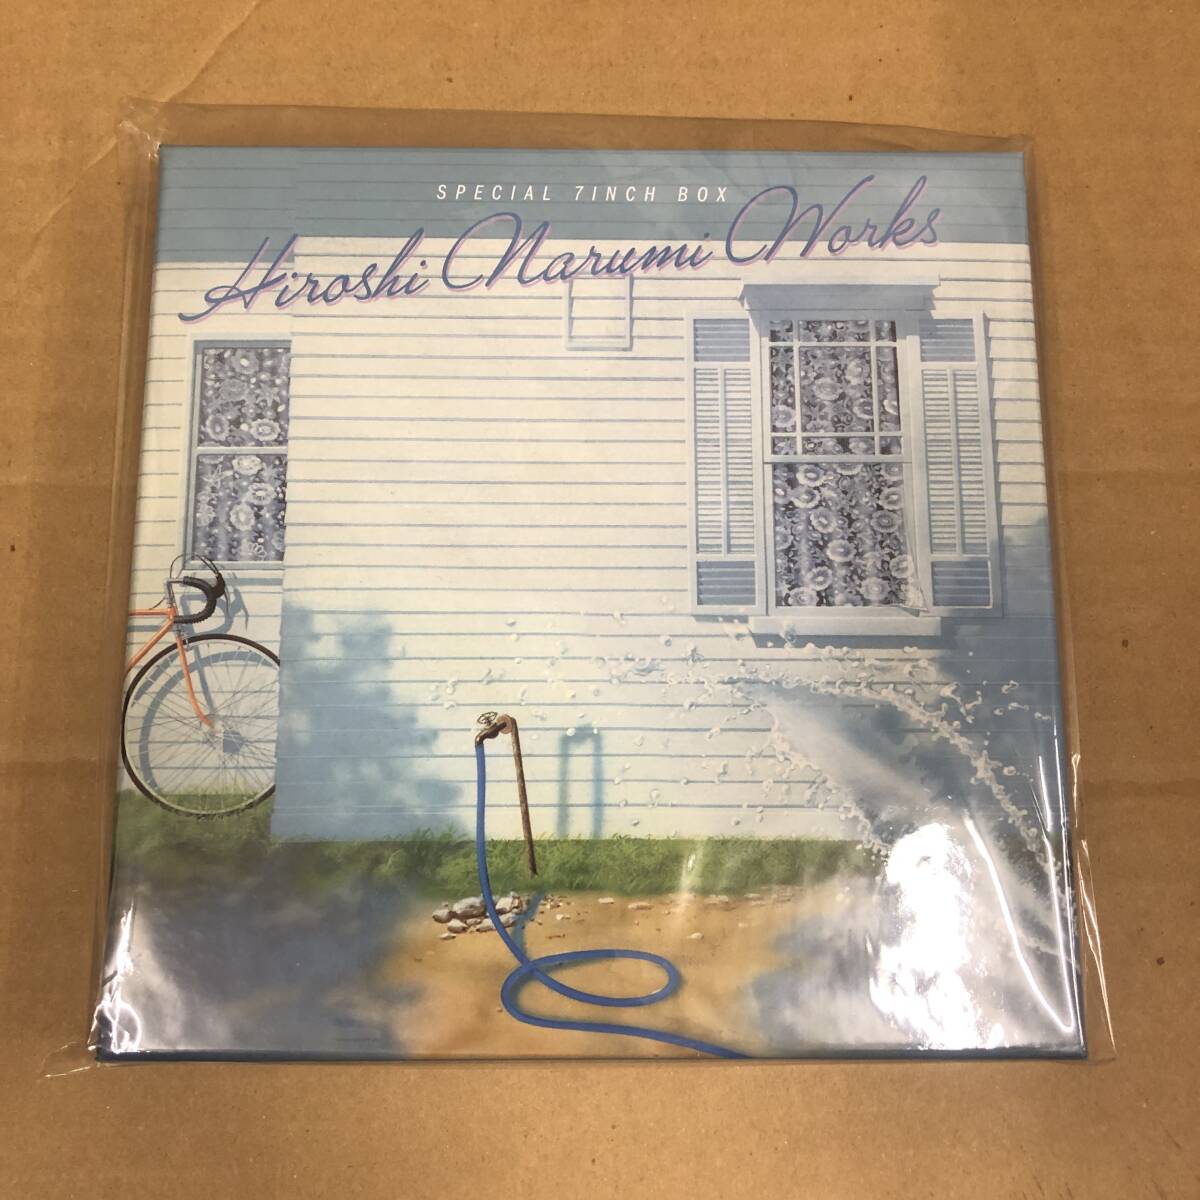 SPECIAL 7INCH BOX
Hiroshi Narumi Works